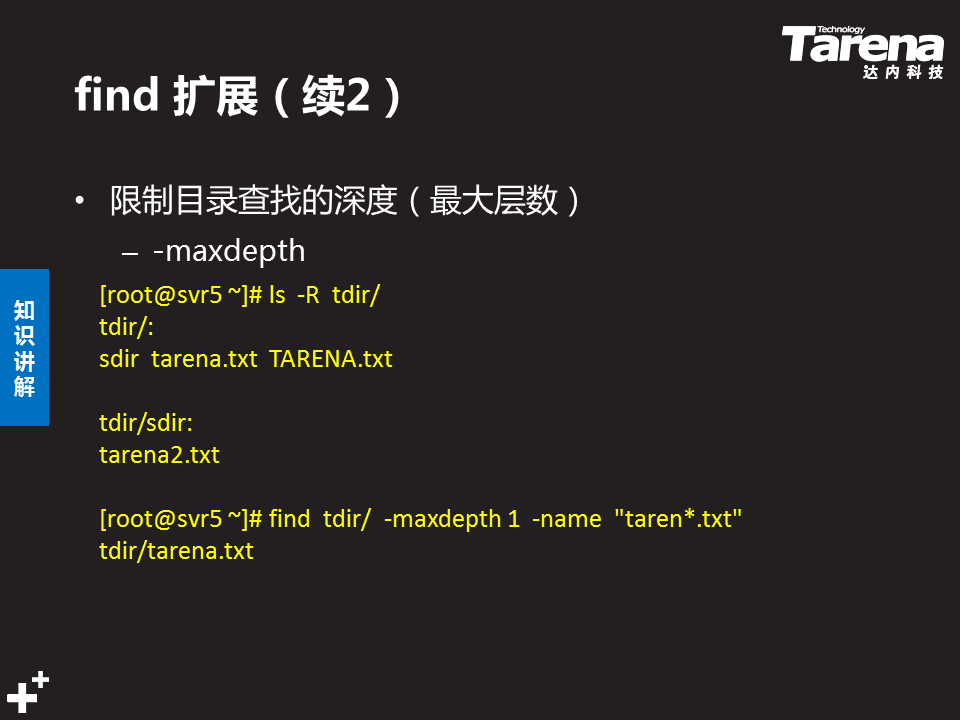 Technology
Tarena
达内科技
find 扩展（续2）
• 限制目录查找的深度（最大层数）
– -maxdepth
知识讲解
[root@svr5 ~]# ls -R tdir/
tdir/:
sdir tarena.txt TARENA.txt
tdir/sdir:
tarena2.txt
[root@svr5 ~]# find tdir/ -maxdepth 1 -name "taren*.txt"
tdir/tarena.txt